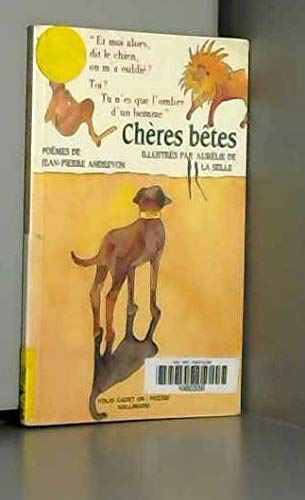 "Et moi alors,
dit le chien,
on m'a oublié?
Toi?
Tu n'es que l'ombre
d'un homme"
Chères bêtes
POÈMES DE
JEAN-PIERRE ANDREVON
ILLUSTRÉS PAR AURÉLIE DE
LA SELLE
FOLIO CADET OR - POÉSIE
GALLIMARD